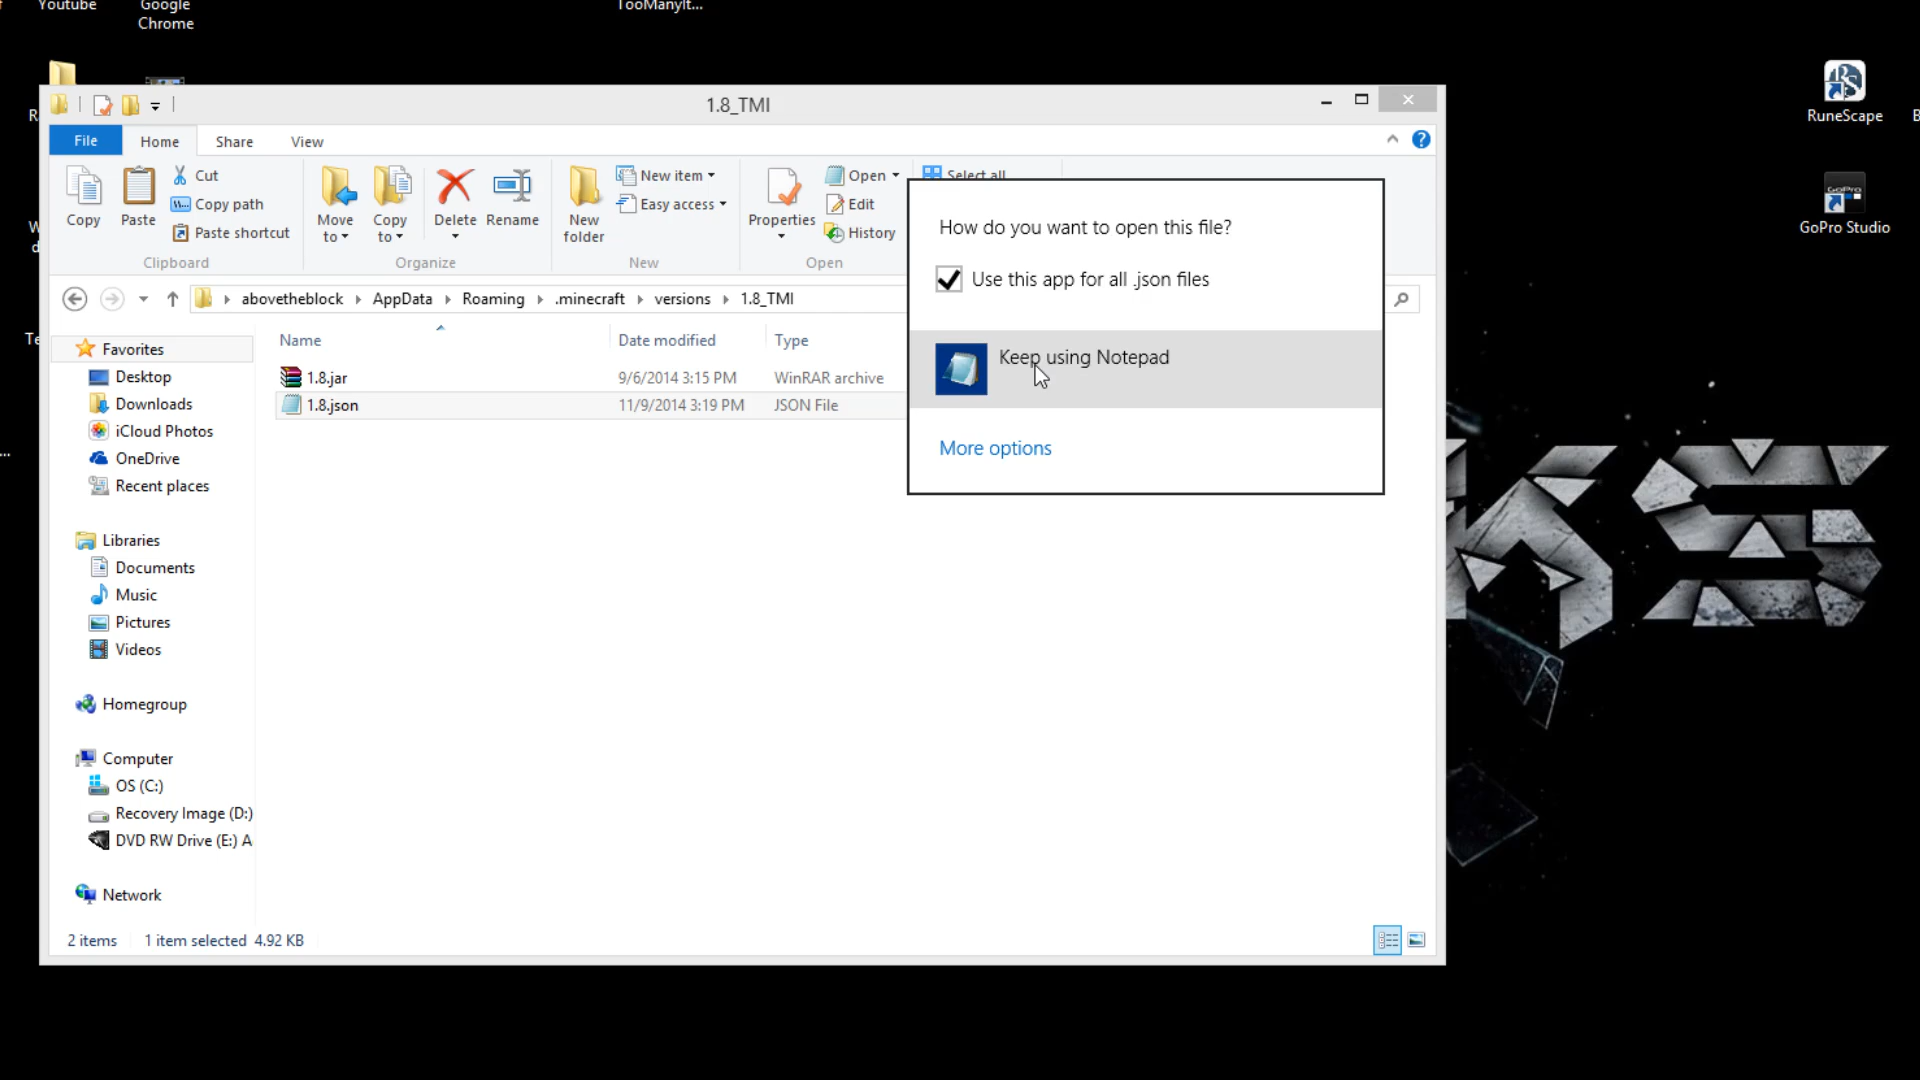 Youtube
Google
Chrome
TooManyIt...
1.8_TMI
RuneScape
GoPro Studio
File
Home
Share
View
Copy
Paste
Cut
Copy path
Paste shortcut
Clipboard
Move
to
Copy
to
Delete
Rename
Organize
New
folder
New item
Easy access
New
Properties
Open
Edit
History
Open
Select all
How do you want to open this file?
Use this app for all .json files
Keep using Notepad
More options
abovetheblock
AppData
Roaming
.minecraft
versions
1.8_TMI
Name
Date modified
Type
1.8.jar
9/6/2014 3:15 PM
WinRAR archive
1.8.json
11/9/2014 3:19 PM
JSON File
Favorites
Desktop
Downloads
iCloud Photos
OneDrive
Recent places
Libraries
Documents
Music
Pictures
Videos
Homegroup
Computer
OS (C:)
Recovery Image (D:)
DVD RW Drive (E:) A
Network
2 items
1 item selected 4.92 KB
KS